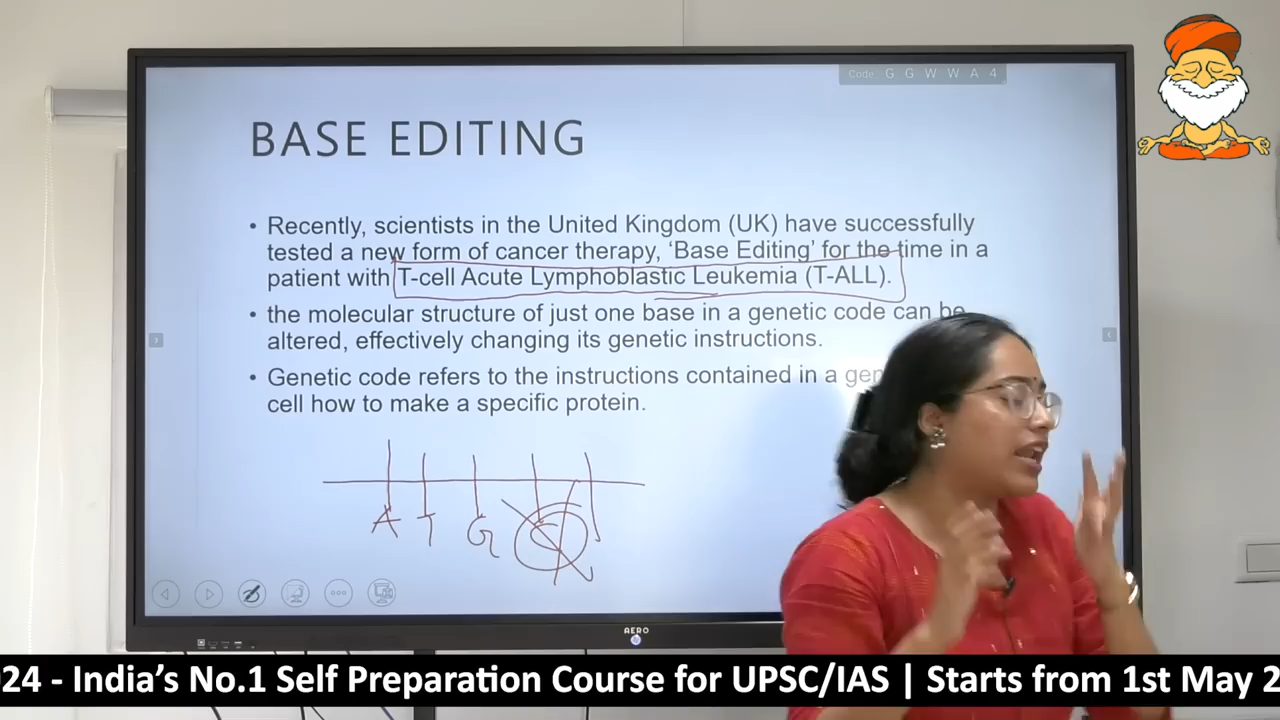 Code G G W W A 4
BASE EDITING
• Recently, scientists in the United Kingdom (UK) have successfully
tested a new form of cancer therapy, ‘Base Editing’ for the time in a
patient with T-cell Acute Lymphoblastic Leukemia (T-ALL).
• the molecular structure of just one base in a genetic code can be
altered, effectively changing its genetic instructions.
• Genetic code refers to the instructions contained in a
cell how to make a specific protein.
A T G C
AERO
24 - India’s No.1 Self Preparation Course for UPSC/IAS | Starts from 1st May 2